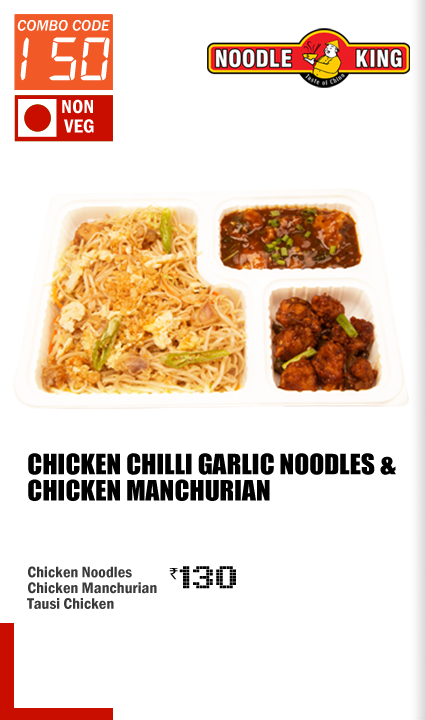 COMBO CODE
150
NON
VEG
NOODLE KING
Taste of China
CHICKEN CHILLI GARLIC NOODLES &
CHICKEN MANCHURIAN
Chicken Noodles
Chicken Manchurian
Tausi Chicken
₹130